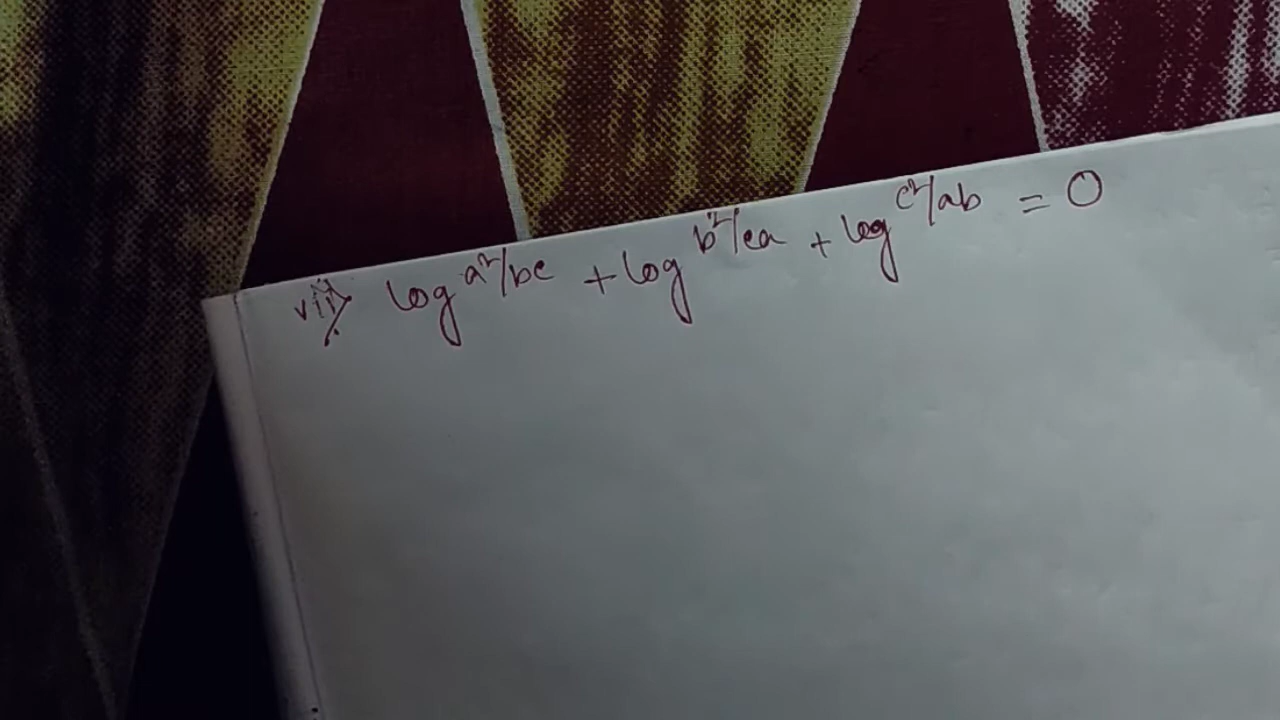 vii) log a²/bc + log b²/ca + log c²/ab = 0